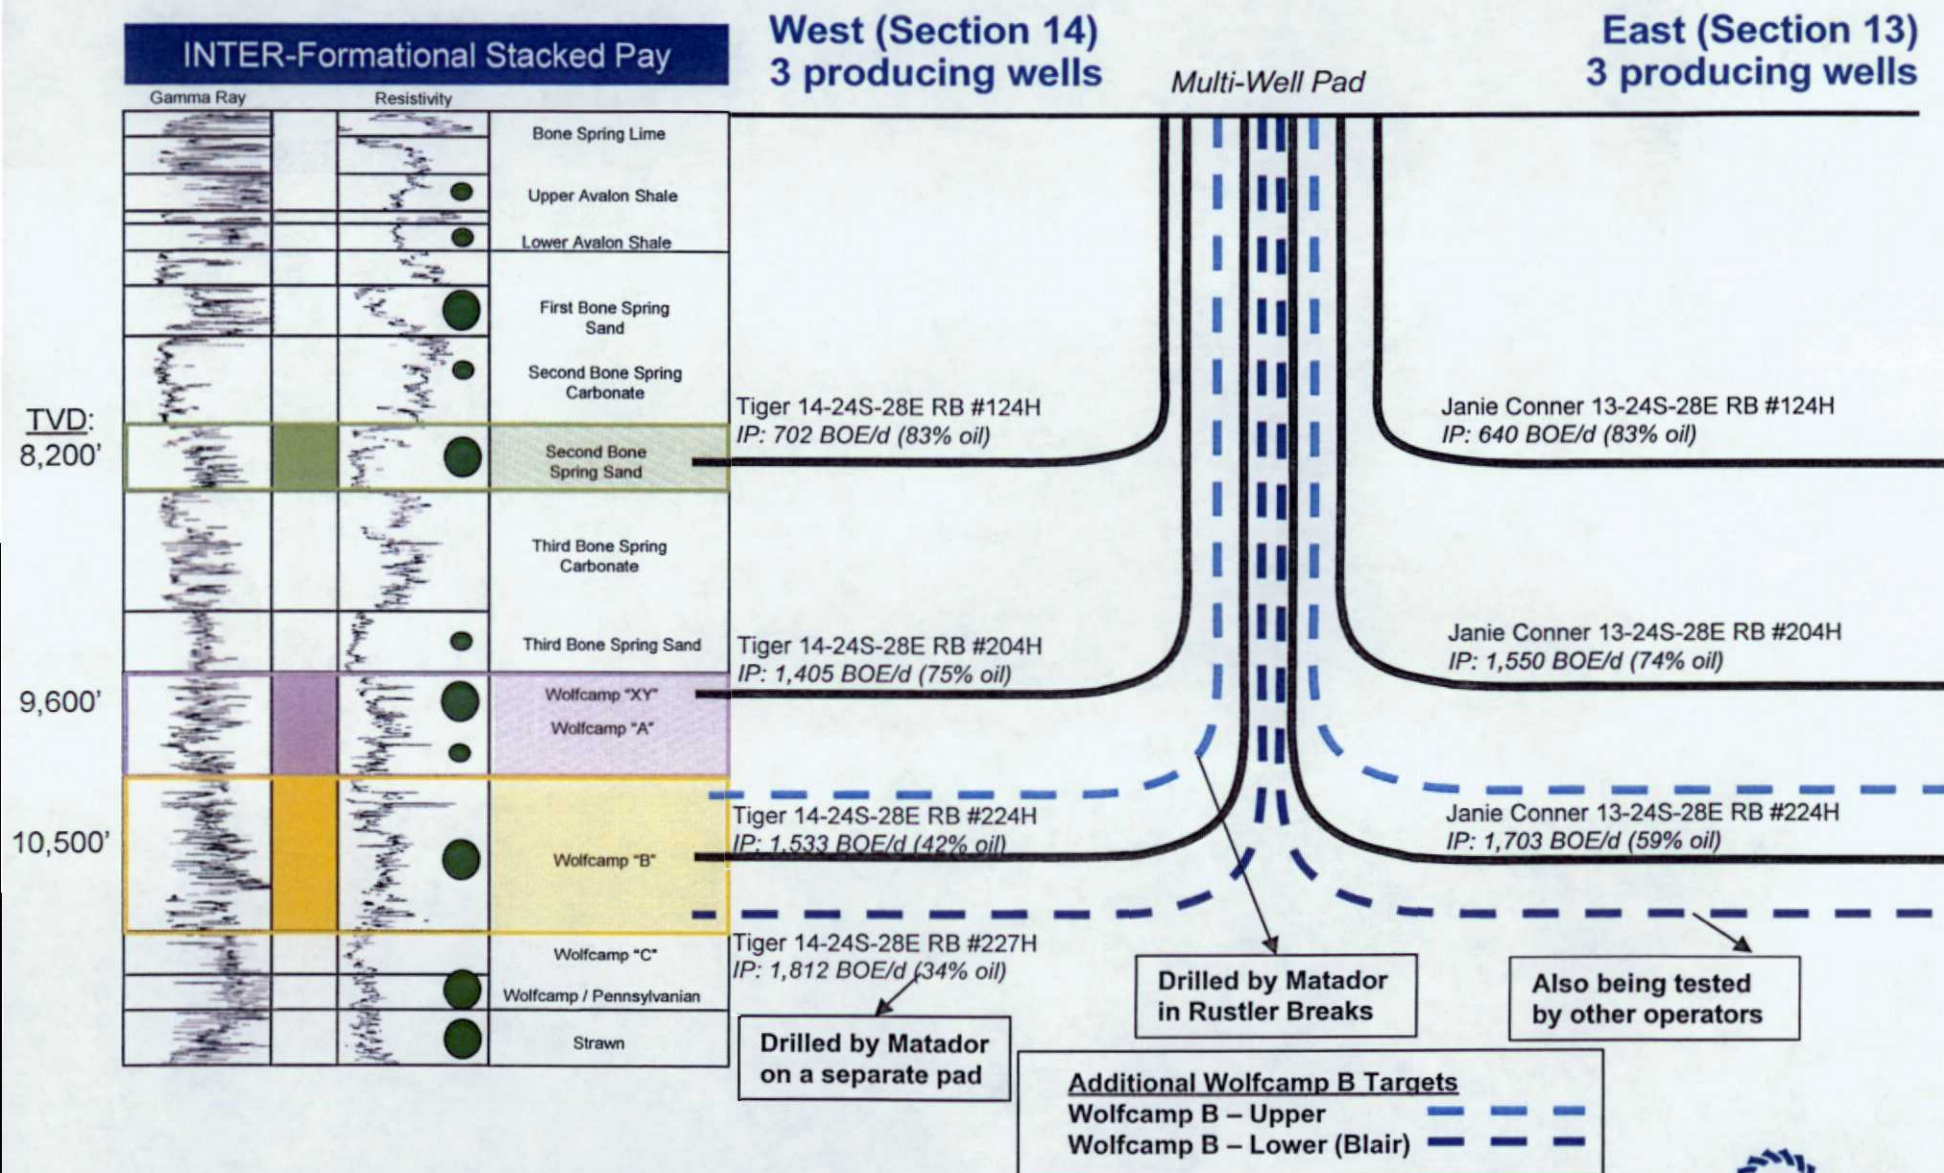 INTER-Formational Stacked Pay
West (Section 14)
3 producing wells
Multi-Well Pad
East (Section 13)
3 producing wells
Gamma Ray
Resistivity
Bone Spring Lime
Upper Avalon Shale
Lower Avalon Shale
First Bone Spring
Sand
Second Bone Spring
Carbonate
TVD:
8,200'
Second Bone
Spring Sand
Tiger 14-24S-28E RB #124H
IP: 702 BOE/d (83% oil)
Janie Conner 13-24S-28E RB #124H
IP: 640 BOE/d (83% oil)
Third Bone Spring
Carbonate
Third Bone Spring Sand
Tiger 14-24S-28E RB #204H
IP: 1,405 BOE/d (75% oil)
Janie Conner 13-24S-28E RB #204H
IP: 1,550 BOE/d (74% oil)
9,600'
Wolfcamp "XY"
Wolfcamp "A"
10,500'
Wolfcamp "B"
Tiger 14-24S-28E RB #224H
IP: 1,533 BOE/d (42% oil)
Janie Conner 13-24S-28E RB #224H
IP: 1,703 BOE/d (59% oil)
Wolfcamp "C"
Wolfcamp / Pennsylvanian
Strawn
Tiger 14-24S-28E RB #227H
IP: 1,812 BOE/d (34% oil)
Drilled by Matador
on a separate pad
Drilled by Matador
in Rustler Breaks
Also being tested
by other operators
Additional Wolfcamp B Targets
Wolfcamp B – Upper
Wolfcamp B – Lower (Blair)